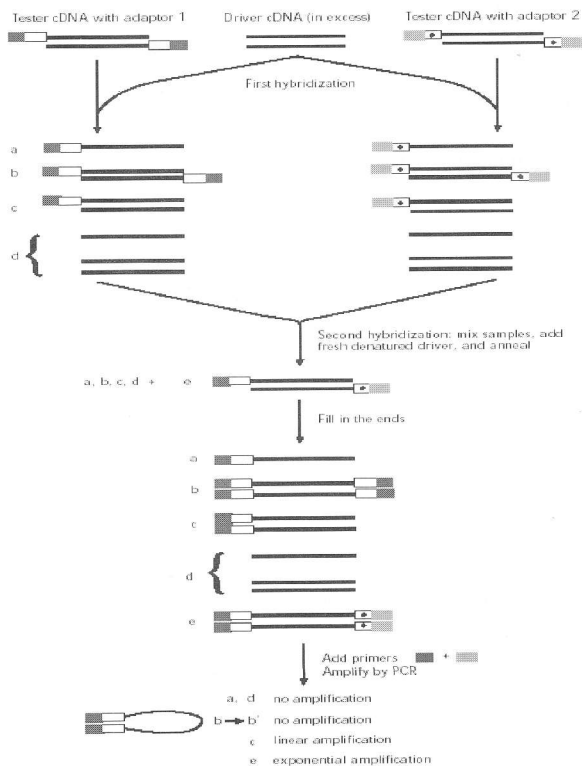 Tester cDNA with adaptor 1
Driver cDNA (in excess)
Tester cDNA with adaptor 2
First hybridization
a
b
c
d
Second hybridization: mix samples, add
fresh denatured driver, and anneal
a, b, c, d + e
Fill in the ends
a
b
c
d
e
Add primers +
Amplify by PCR
a, d no amplification
b b' no amplification
c linear amplification
e exponential amplification